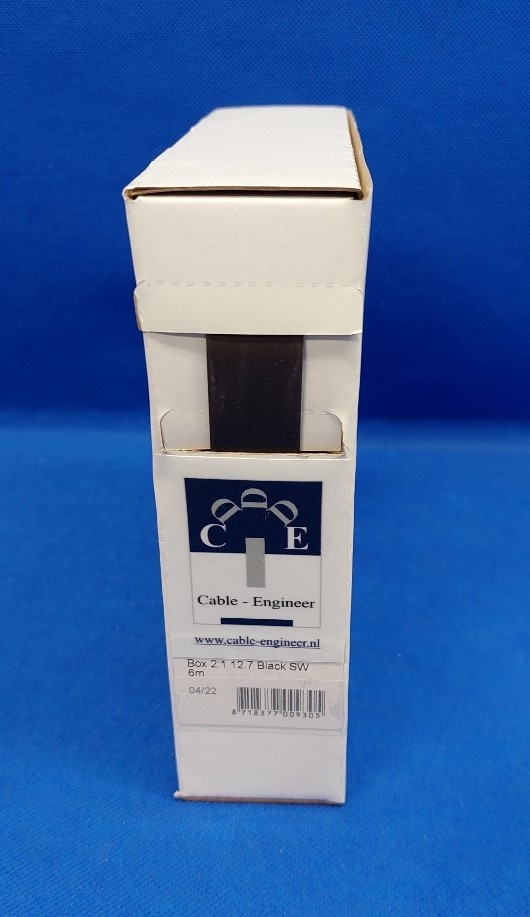 C E
Cable - Engineer
www.cable-engineer.nl
Box 2:1 12.7 Black SW
6m
04/22
8 718377 009305